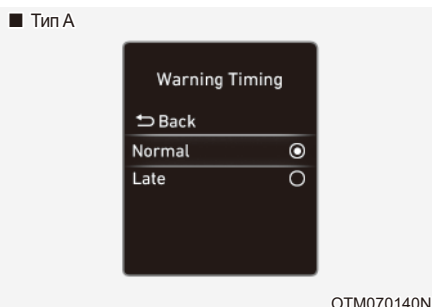 ■ Тип А
Warning Timing
⮌ Back
Normal
Late
OTM070140N